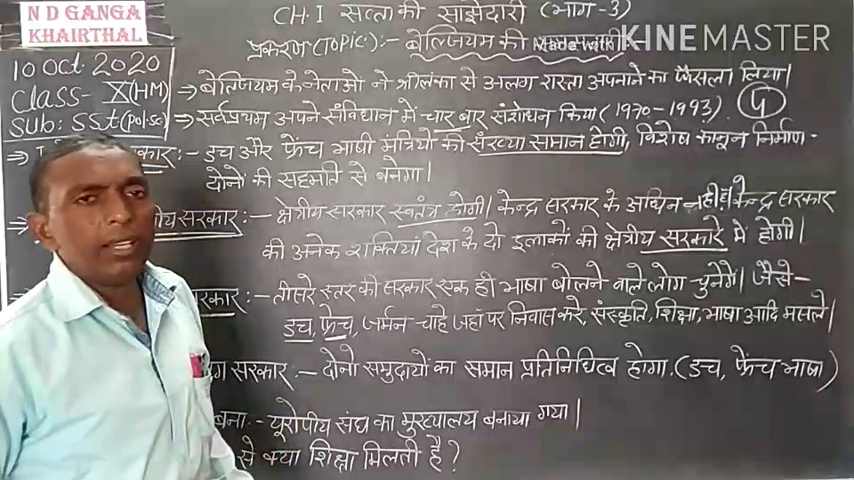 N D GANGA
KHAIRTHAL
CH. I सत्ता की साझेदारी (भाग-3)
प्रकरण (Topic):- बेल्जियम की
Made with KINEMASTER
10 Oct 2020
Class- X (HM)
Sub: SSt (pol.sc)
⇒ बेल्जियम के नेताओ ने श्रीलंका से अलग रास्ता अपनाने का फैसला लिया।
⇒ सर्वप्रथम अपने संविधान में चार बार संशोधन किया (1970-1993). 4
⇒ कार:- डच और फ्रेंच भाषी मंत्रियो की संख्या समान होगी, विशेष कानून निर्माण-
दोनों की सहमति से बनेगा।
⇒ ीय सरकार:- क्षेत्रीय सरकार स्वतंत्र होगी। केन्द्र सरकार के अधिन नहीं। केन्द्र सरकार
की अनेक शक्तियां देश के दो इलाकों की क्षेत्रीय सरकारे में होगी।
रकार:- तीसरे स्तर की सरकार एक ही भाषा बोलने वाले लोग चुनेगें। जैसे-
डच, फ्रेंच, जर्मन- चाहे जहां पर निवास करे, संस्कृति, शिक्षा, भाषा आदि मसले।
सरकार:- दोनो समुदायों का समान प्रतिनिधित्व होगा. (डच, फ्रेंच भाषा)
बना:- यूरोपीय संघ का मुख्यालय बनाया गया।
से क्या शिक्षा मिलती है?